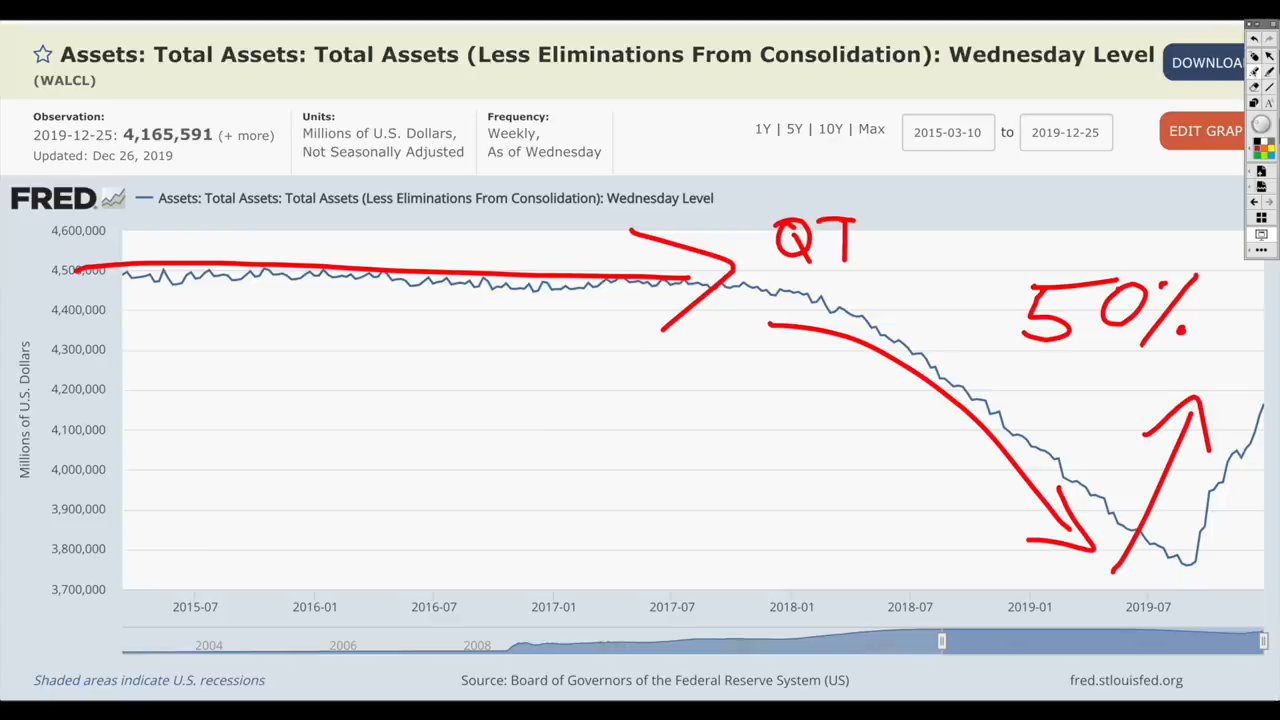 Assets: Total Assets: Total Assets (Less Eliminations From Consolidation): Wednesday Level
(WALCL)
DOWNLOA
Observation:
2019-12-25: 4,165,591 (+ more)
Updated: Dec 26, 2019
Units:
Millions of U.S. Dollars,
Not Seasonally Adjusted
Frequency:
Weekly,
As of Wednesday
1Y | 5Y | 10Y | Max
2015-03-10 to 2019-12-25
EDIT GRAP
FRED
Assets: Total Assets: Total Assets (Less Eliminations From Consolidation): Wednesday Level
QT
50%
Millions of U.S. Dollars
4,600,000
4,500,000
4,400,000
4,300,000
4,200,000
4,100,000
4,000,000
3,900,000
3,800,000
3,700,000
2015-07 2016-01 2016-07 2017-01 2017-07 2018-01 2018-07 2019-01 2019-07
2004 2006 2008
Shaded areas indicate U.S. recessions
Source: Board of Governors of the Federal Reserve System (US)
fred.stlouisfed.org